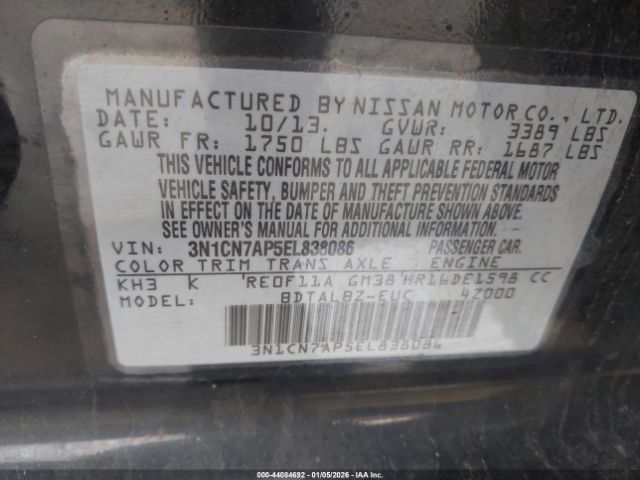 MANUFACTURED BY NISSAN MOTOR CO., LTD.
DATE: 10/13. GVWR: 3389 LBS
GAWR FR: 1750 LBS GAWR RR: 1687 LBS
THIS VEHICLE CONFORMS TO ALL APPLICABLE FEDERAL MOTOR
VEHICLE SAFETY, BUMPER AND THEFT PREVENTION STANDARDS
IN EFFECT ON THE DATE OF MANUFACTURE SHOWN ABOVE.
SEE OWNER'S MANUAL FOR ADDITIONAL INFORMATION.
VIN: 3N1CN7AP5EL838086 PASSENGER CAR.
COLOR TRIM TRANS AXLE ENGINE
KH3 K RE0F11A GM38 HR16DE1598 CC
MODEL: BDTALBZ-EUC 4Z000
3N1CN7AP5EL838086
000-44084692 01/05/2026 IAA Inc.